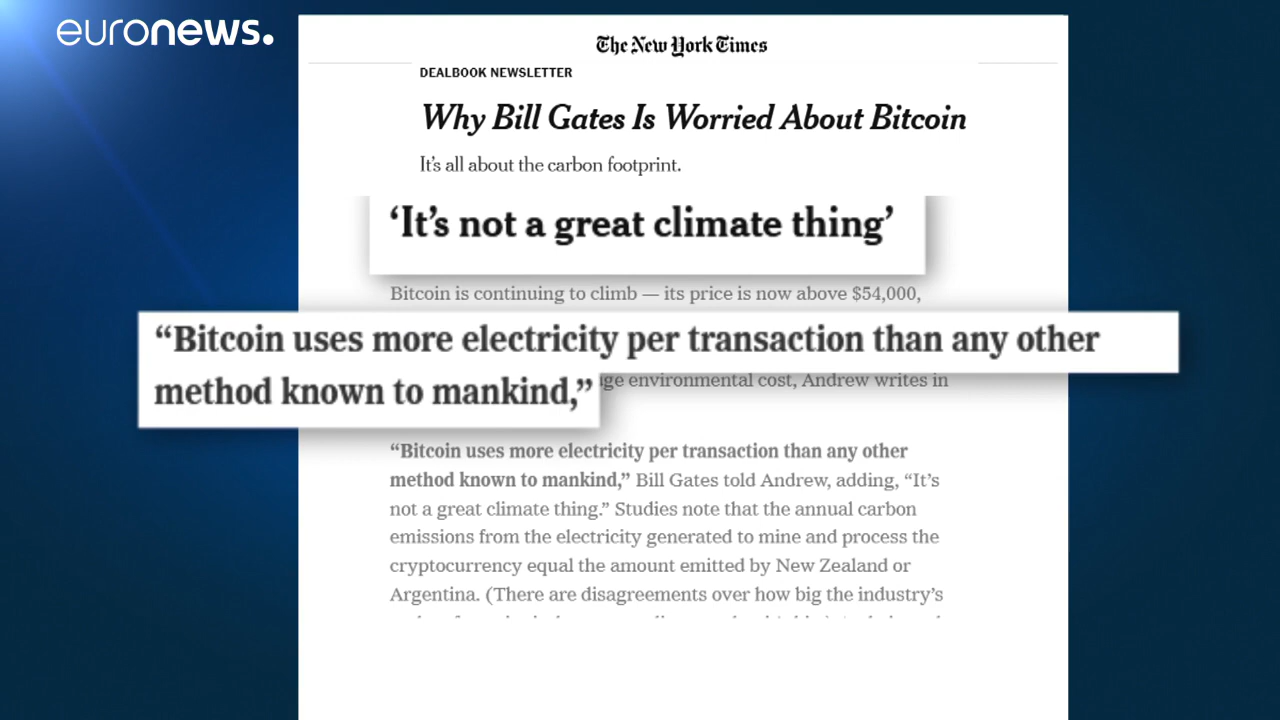 euronews.
The New York Times
DEALBOOK NEWSLETTER
Why Bill Gates Is Worried About Bitcoin
It's all about the carbon footprint.
‘It’s not a great climate thing’
Bitcoin is continuing to climb — its price is now above $54,000,
“Bitcoin uses more electricity per transaction than any other
method known to mankind,”
environmental cost, Andrew writes in
“Bitcoin uses more electricity per transaction than any other
method known to mankind,” Bill Gates told Andrew, adding, “It’s
not a great climate thing.” Studies note that the annual carbon
emissions from the electricity generated to mine and process the
cryptocurrency equal the amount emitted by New Zealand or
Argentina. (There are disagreements over how big the industry’s